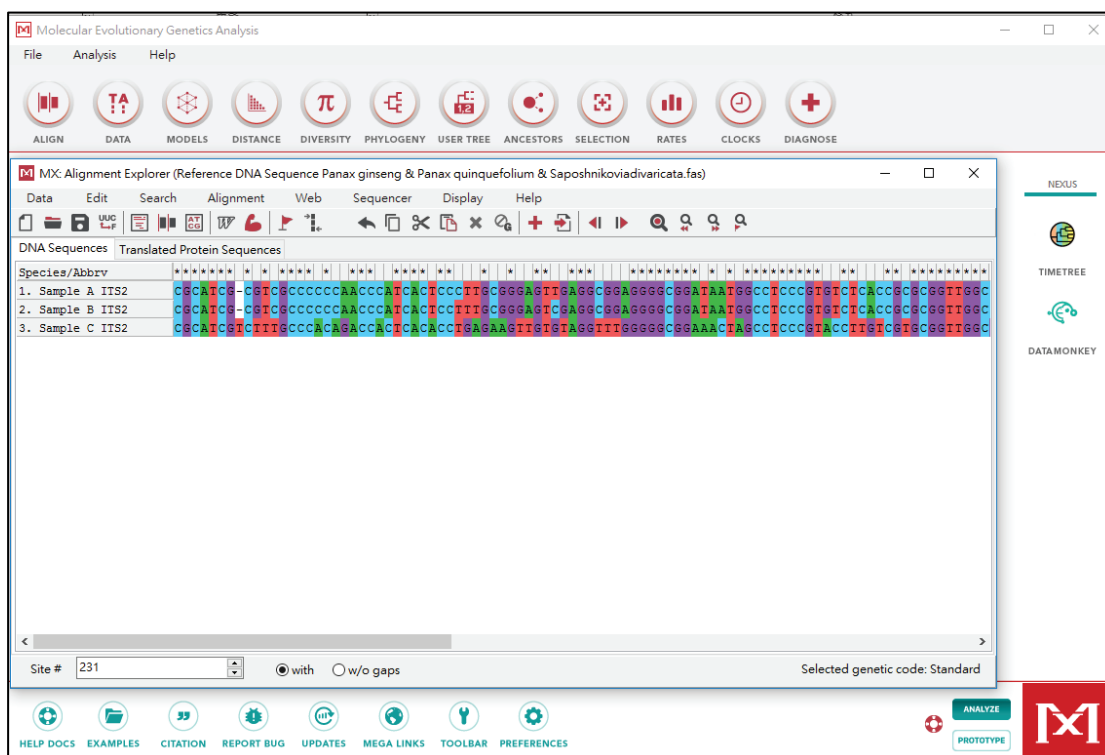 Molecular Evolutionary Genetics Analysis
File Analysis Help
ALIGN DATA MODELS DISTANCE DIVERSITY PHYLOGENY USER TREE ANCESTORS SELECTION RATES CLOCKS DIAGNOSE
MX: Alignment Explorer (Reference DNA Sequence Panax ginseng & Panax quinquefolium & Saposhnikoviadivaricata.fas)
Data Edit Search Alignment Web Sequencer Display Help
DNA Sequences Translated Protein Sequences
Species/Abbrv
1. Sample A ITS2 CGCATCG-CGTCGCCCCCCAACCCATCACTCCCTTGCGGGAGTTGAGGCGGAGGGGCGGATAATGGCCTCCCGTGTCTCACCGCGCGGTTGGC
2. Sample B ITS2 CGCATCG-CGTCGCCCCCCAACCCATCACTCCTTTGCGGGAGTCGAGGCGGAGGGGCGGATAATGGCCTCCCGTGTCTCACCGCGCGGTTGGC
3. Sample C ITS2 CGCATCGTCTTTGCCCACAGACCACTCACACCTGAGAAGTTGTGTAGGTTTGGGGGCGGAAACTAGCCTCCCGTACCTTGTCGTGCGGTTGGC
Site # 231 with w/o gaps Selected genetic code: Standard
NEXUS
TIMETREE
DATAMONKEY
HELP DOCS EXAMPLES CITATION REPORT BUG UPDATES MEGA LINKS TOOLBAR PREFERENCES
ANALYZE
PROTOTYPE